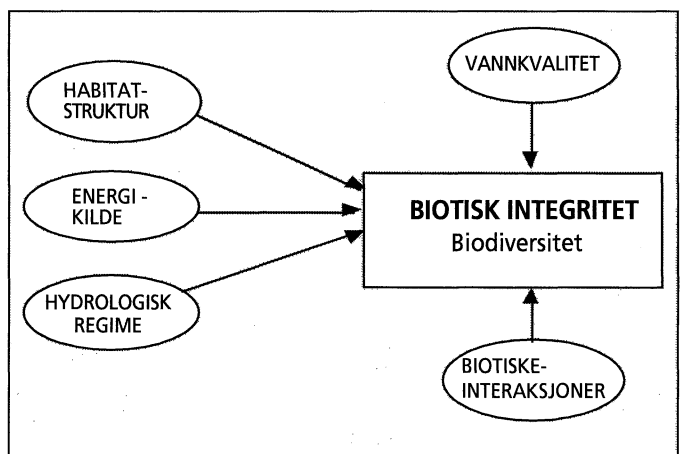 HABITAT-
STRUKTUR
VANNKVALITET
ENERGI -
KILDE
BIOTISK INTEGRITET
Biodiversitet
HYDROLOGISK
REGIME
BIOTISKE-
INTERAKSJONER